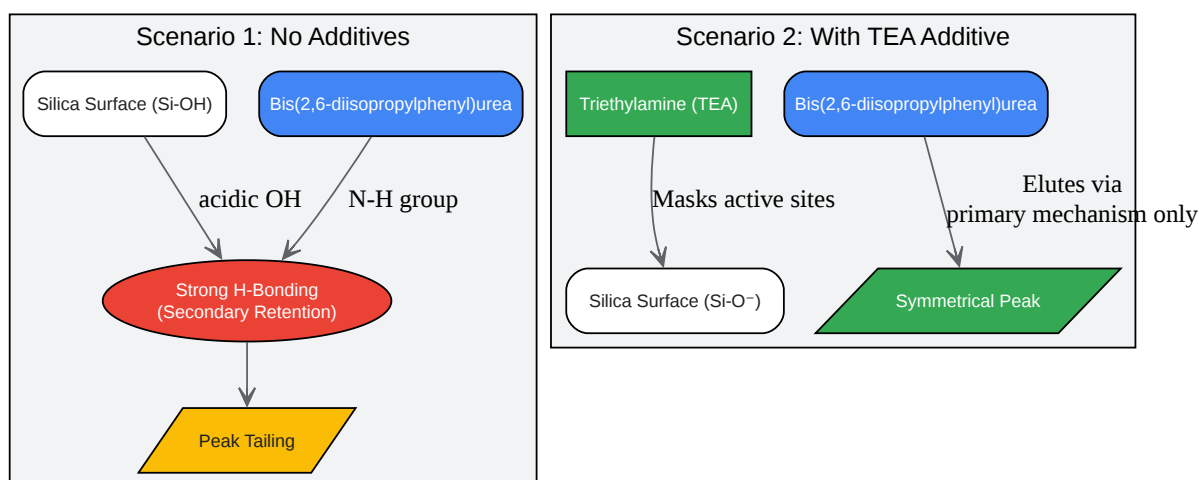 Scenario 1: No Additives
Silica Surface (Si-OH)
Bis(2,6-diisopropylphenyl)urea
acidic OH
N-H group
Strong H-Bonding
(Secondary Retention)
Peak Tailing
Scenario 2: With TEA Additive
Triethylamine (TEA)
Bis(2,6-diisopropylphenyl)urea
Masks active sites
Elutes via
primary mechanism only
Silica Surface (Si-O⁻)
Symmetrical Peak